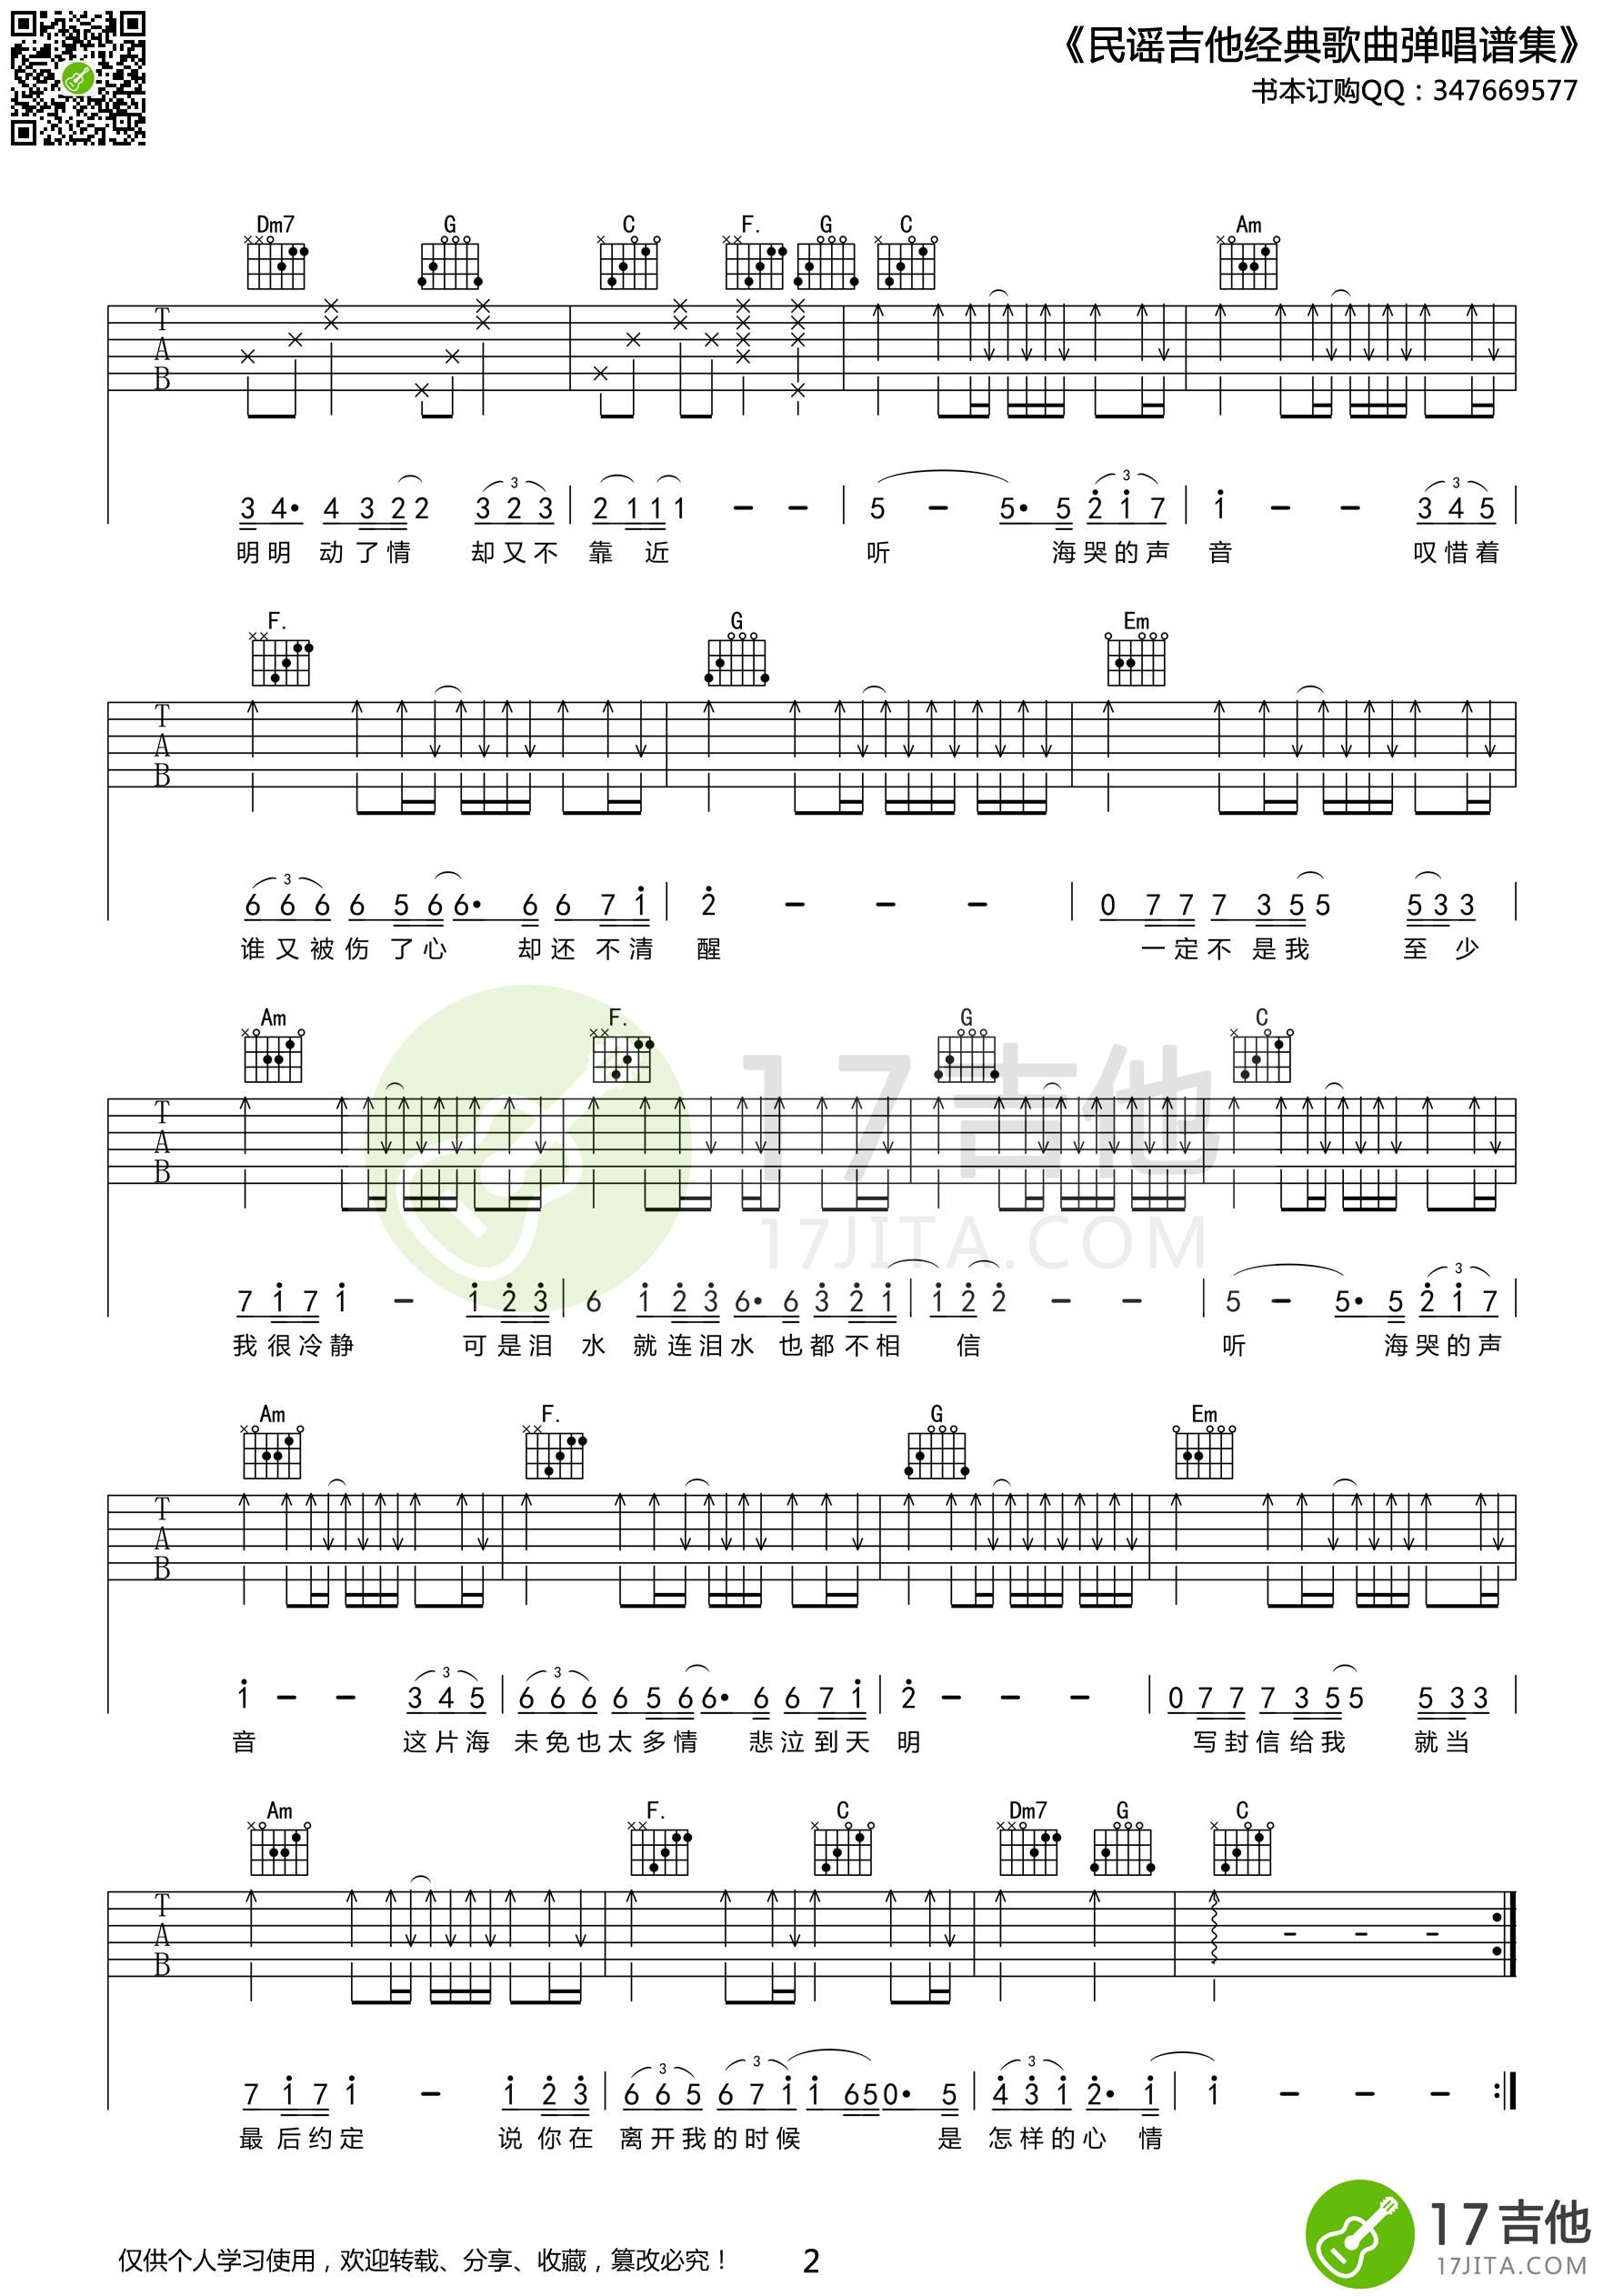 《民谣吉他经典歌曲弹唱谱集》
书本订购QQ：347669577
Dm7 G C F. G C Am
T
A
B
3 4· 4 3 2 2 3 2 3 2 1 1 1 - - 5 - 5· 5 2 1 7 1 - - 3 4 5
明明 动了情 却又不 靠 近 听 海哭的声 音 叹惜着
F. G Em
T
A
B
6 6 6 6 5 6 6· 6 6 7 1 2 - - - 0 7 7 7 3 5 5 5 3 3
谁又被伤了心 却还不清 醒 一定不是我 至 少
Am F. G C
T
A
B
17吉他
17JITA.COM
7 1 7 1 - 1 2 3 6 1 2 3 6· 6 3 2 1 1 2 2 - - 5 - 5· 5 2 1 7
我很冷静 可是泪 水 就连泪水 也都不相 信 听 海哭的声
Am F. G Em
T
A
B
1 - - 3 4 5 6 6 6 6 5 6 6· 6 6 7 1 2 - - - 0 7 7 7 3 5 5 5 3 3
音 这片海 未免也太多情 悲泣到天 明 写封信给我 就当
Am F. C Dm7 G C
T
A
B
7 1 7 1 - 1 2 3 6 6 5 6 7 1 1 6 5 0· 5 4 3 1 2· 1 1 - - -
最后约定 说你在 离开我的时候 是 怎样的心 情
仅供个人学习使用，欢迎转载、分享、收藏，篡改必究！ 2
17吉他
17JITA.COM